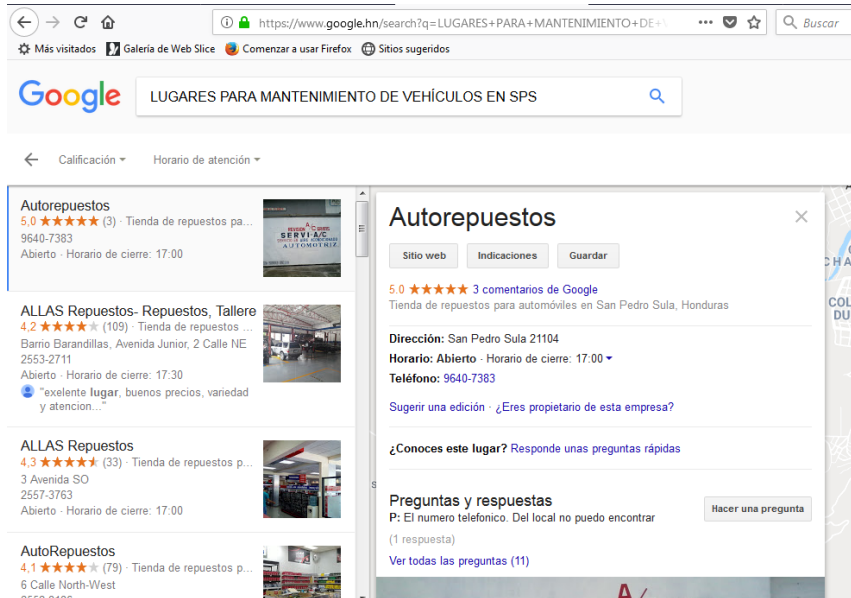 https://www.google.hn/search?q=LUGARES+PARA+MANTENIMIENTO+DE+V
Buscar
Más visitados Galería de Web Slice Comenzar a usar Firefox Sitios sugeridos
Google LUGARES PARA MANTENIMIENTO DE VEHÍCULOS EN SPS
Calificación Horario de atención
Autorepuestos
5,0 ★★★★★ (3) · Tienda de repuestos pa...
9640-7383
Abierto · Horario de cierre: 17:00
REVISION A/C GRATIS
SERVI-A/C
AUTOMOTRIZ
ALLAS Repuestos- Repuestos, Tallere
4,2 ★★★★★ (109) · Tienda de repuestos ...
Barrio Barandillas, Avenida Junior, 2 Calle NE
2553-2711
Abierto · Horario de cierre: 17:30
"exelente lugar, buenos precios, variedad
y atencion..."
ALLAS Repuestos
4,3 ★★★★★ (33) · Tienda de repuestos p...
3 Avenida SO
2557-3763
Abierto · Horario de cierre: 17:00
AutoRepuestos
4,1 ★★★★★ (79) · Tienda de repuestos p...
6 Calle North-West
Autorepuestos
Sitio web Indicaciones Guardar
5.0 ★★★★★ 3 comentarios de Google
Tienda de repuestos para automóviles en San Pedro Sula, Honduras
Dirección: San Pedro Sula 21104
Horario: Abierto · Horario de cierre: 17:00
Teléfono: 9640-7383
Sugerir una edición · ¿Eres propietario de esta empresa?
¿Conoces este lugar? Responde unas preguntas rápidas
Preguntas y respuestas
Hacer una pregunta
P: El numero telefonico. Del local no puedo encontrar
(1 respuesta)
Ver todas las preguntas (11)
A/
CHA
COL
DU